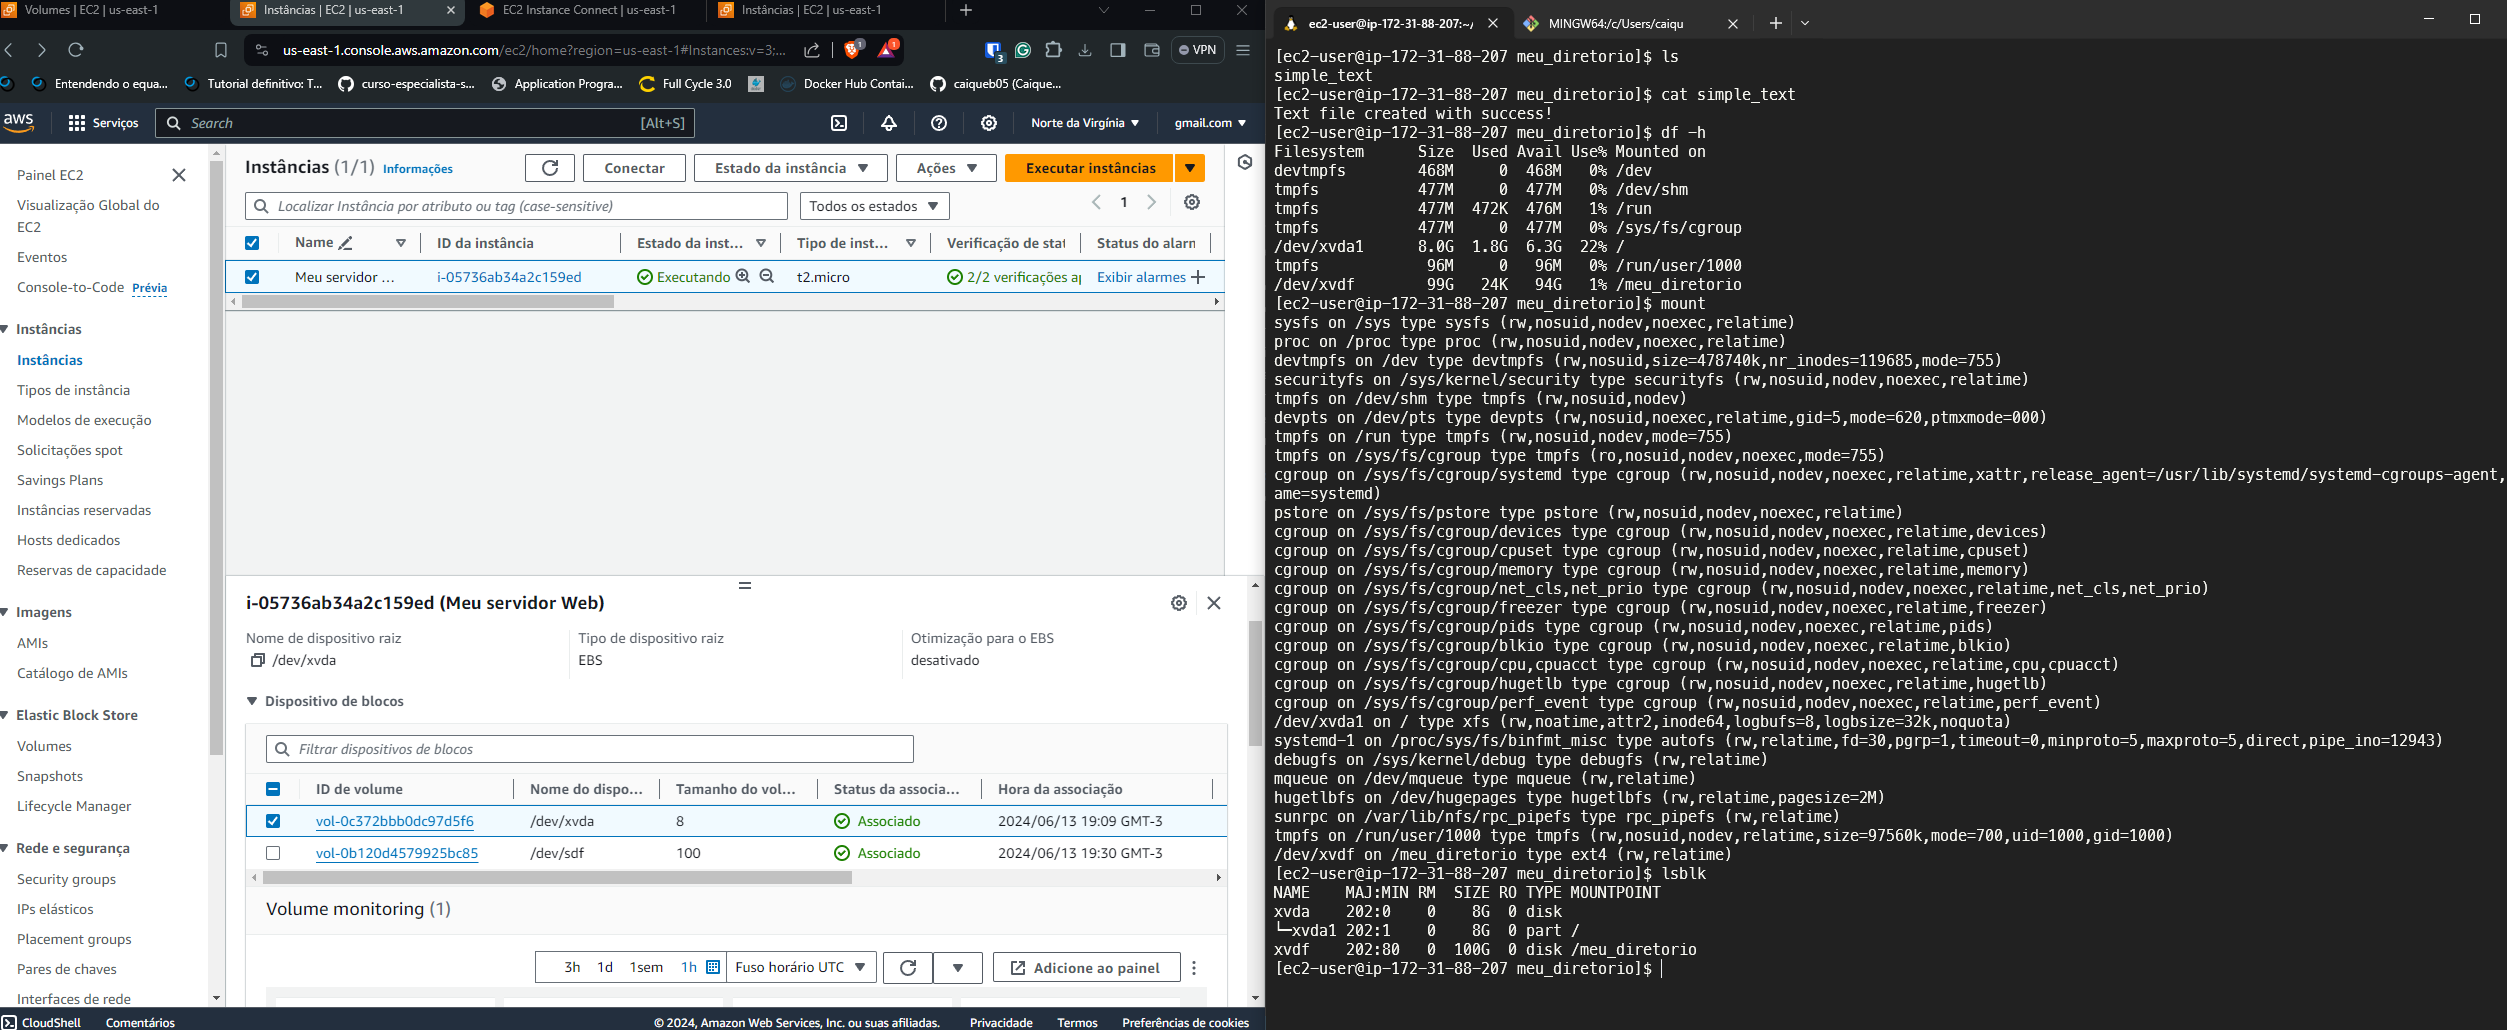 Volumes | EC2 | us-east-1
Instâncias | EC2 | us-east-1
EC2 Instance Connect | us-east-1
Instâncias | EC2 | us-east-1
us-east-1.console.aws.amazon.com/ec2/home?region=us-east-1#Instances:v=3;...
1
1
3
VPN
Entendendo o equa...
Tutorial definitivo: T...
curso-especialista-s...
Application Progra...
Full Cycle 3.0
Docker Hub Contai...
caiqueb05 (Caique...
aws
Serviços
Search
[Alt+S]
Norte da Virgínia
gmail.com
Painel EC2
Visualização Global do
EC2
Eventos
Console-to-Code Prévia
Instâncias
Instâncias
Tipos de instância
Modelos de execução
Solicitações spot
Savings Plans
Instâncias reservadas
Hosts dedicados
Reservas de capacidade
Imagens
AMIs
Catálogo de AMIs
Elastic Block Store
Volumes
Snapshots
Lifecycle Manager
Rede e segurança
Security groups
IPs elásticos
Placement groups
Pares de chaves
Interfaces de rede
Instâncias (1/1) Informações
Conectar
Estado da instância
Ações
Executar instâncias
Localizar Instância por atributo ou tag (case-sensitive)
Todos os estados
1
Name
ID da instância
Estado da inst...
Tipo de inst...
Verificação de stat
Status do alarn
Meu servidor ...
i-05736ab34a2c159ed
Executando
t2.micro
2/2 verificações ap
Exibir alarmes
i-05736ab34a2c159ed (Meu servidor Web)
Nome de dispositivo raiz
Tipo de dispositivo raiz
Otimização para o EBS
/dev/xvda
EBS
desativado
Dispositivo de blocos
Filtrar dispositivos de blocos
ID de volume
Nome do dispo...
Tamanho do vol...
Status da associa...
Hora da associação
vol-0c372bbb0dc97d5f6
/dev/xvda
8
Associado
2024/06/13 19:09 GMT-3
vol-0b120d4579925bc85
/dev/sdf
100
Associado
2024/06/13 19:30 GMT-3
Volume monitoring (1)
3h 1d 1sem 1h
Fuso horário UTC
Adicione ao painel
CloudShell
Comentários
© 2024, Amazon Web Services, Inc. ou suas afiliadas.
Privacidade
Termos
Preferências de cookies
ec2-user@ip-172-31-88-207:~/
MINGW64:/c/Users/caiqu
[ec2-user@ip-172-31-88-207 meu_diretorio]$ ls
simple_text
[ec2-user@ip-172-31-88-207 meu_diretorio]$ cat simple_text
Text file created with success!
[ec2-user@ip-172-31-88-207 meu_diretorio]$ df -h
Filesystem      Size  Used Avail Use% Mounted on
devtmpfs        468M     0  468M   0% /dev
tmpfs           477M     0  477M   0% /dev/shm
tmpfs           477M  472K  476M   1% /run
tmpfs           477M     0  477M   0% /sys/fs/cgroup
/dev/xvda1      8.0G  1.8G  6.3G  22% /
tmpfs            96M     0   96M   0% /run/user/1000
/dev/xvdf        99G   24K   94G   1% /meu_diretorio
[ec2-user@ip-172-31-88-207 meu_diretorio]$ mount
sysfs on /sys type sysfs (rw,nosuid,nodev,noexec,relatime)
proc on /proc type proc (rw,nosuid,nodev,noexec,relatime)
devtmpfs on /dev type devtmpfs (rw,nosuid,size=478740k,nr_inodes=119685,mode=755)
securityfs on /sys/kernel/security type securityfs (rw,nosuid,nodev,noexec,relatime)
tmpfs on /dev/shm type tmpfs (rw,nosuid,nodev)
devpts on /dev/pts type devpts (rw,nosuid,noexec,relatime,gid=5,mode=620,ptmxmode=000)
tmpfs on /run type tmpfs (rw,nosuid,nodev,mode=755)
tmpfs on /sys/fs/cgroup type tmpfs (ro,nosuid,nodev,noexec,mode=755)
cgroup on /sys/fs/cgroup/systemd type cgroup (rw,nosuid,nodev,noexec,relatime,xattr,release_agent=/usr/lib/systemd/systemd-cgroups-agent,
ame=systemd)
pstore on /sys/fs/pstore type pstore (rw,nosuid,nodev,noexec,relatime)
cgroup on /sys/fs/cgroup/devices type cgroup (rw,nosuid,nodev,noexec,relatime,devices)
cgroup on /sys/fs/cgroup/cpuset type cgroup (rw,nosuid,nodev,noexec,relatime,cpuset)
cgroup on /sys/fs/cgroup/memory type cgroup (rw,nosuid,nodev,noexec,relatime,memory)
cgroup on /sys/fs/cgroup/net_cls,net_prio type cgroup (rw,nosuid,nodev,noexec,relatime,net_cls,net_prio)
cgroup on /sys/fs/cgroup/freezer type cgroup (rw,nosuid,nodev,noexec,relatime,freezer)
cgroup on /sys/fs/cgroup/pids type cgroup (rw,nosuid,nodev,noexec,relatime,pids)
cgroup on /sys/fs/cgroup/blkio type cgroup (rw,nosuid,nodev,noexec,relatime,blkio)
cgroup on /sys/fs/cgroup/cpu,cpuacct type cgroup (rw,nosuid,nodev,noexec,relatime,cpu,cpuacct)
cgroup on /sys/fs/cgroup/hugetlb type cgroup (rw,nosuid,nodev,noexec,relatime,hugetlb)
cgroup on /sys/fs/cgroup/perf_event type cgroup (rw,nosuid,nodev,noexec,relatime,perf_event)
/dev/xvda1 on / type xfs (rw,noatime,attr2,inode64,logbufs=8,logbsize=32k,noquota)
systemd-1 on /proc/sys/fs/binfmt_misc type autofs (rw,relatime,fd=30,pgrp=1,timeout=0,minproto=5,maxproto=5,direct,pipe_ino=12943)
debugfs on /sys/kernel/debug type debugfs (rw,relatime)
mqueue on /dev/mqueue type mqueue (rw,relatime)
hugetlbfs on /dev/hugepages type hugetlbfs (rw,relatime,pagesize=2M)
sunrpc on /var/lib/nfs/rpc_pipefs type rpc_pipefs (rw,relatime)
tmpfs on /run/user/1000 type tmpfs (rw,nosuid,nodev,relatime,size=97560k,mode=700,uid=1000,gid=1000)
/dev/xvdf on /meu_diretorio type ext4 (rw,relatime)
[ec2-user@ip-172-31-88-207 meu_diretorio]$ lsblk
NAME    MAJ:MIN RM  SIZE RO TYPE MOUNTPOINT
xvda    202:0    0    8G  0 disk
└─xvda1 202:1    0    8G  0 part /
xvdf    202:80   0  100G  0 disk /meu_diretorio
[ec2-user@ip-172-31-88-207 meu_diretorio]$